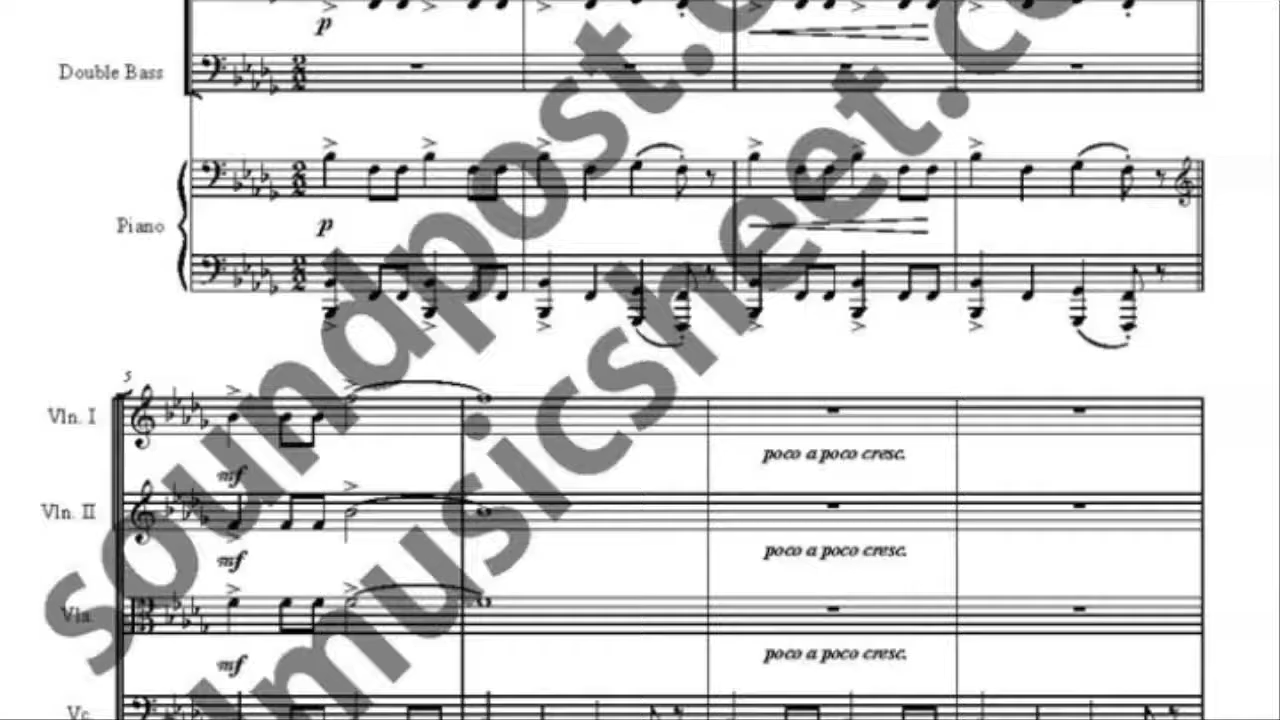 p
Double Bass
Piano
p
5
Vln. I
poco a poco cresc.
mf
Vln. II
poco a poco cresc.
mf
Vla.
poco a poco cresc.
mf
Vc.
soundpost.
musicsheet.c